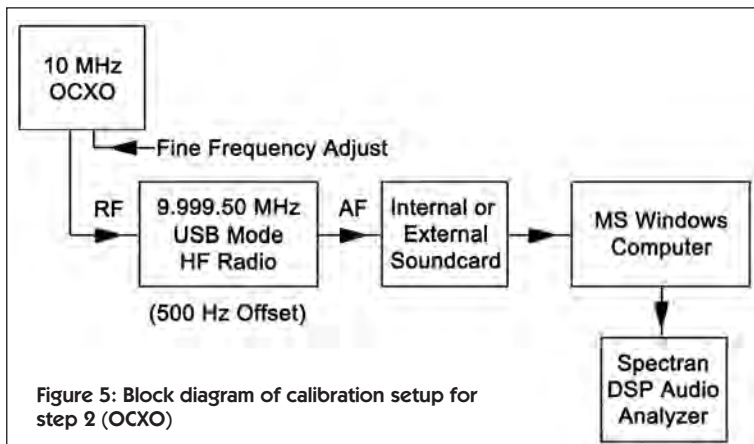 10 MHz
OCXO
Fine Frequency Adjust
RF
9.999.50 MHz
USB Mode
HF Radio
(500 Hz Offset)
AF
Internal or
External
Soundcard
MS Windows
Computer
Spectran
DSP Audio
Analyzer
Figure 5: Block diagram of calibration setup for
step 2 (OCXO)